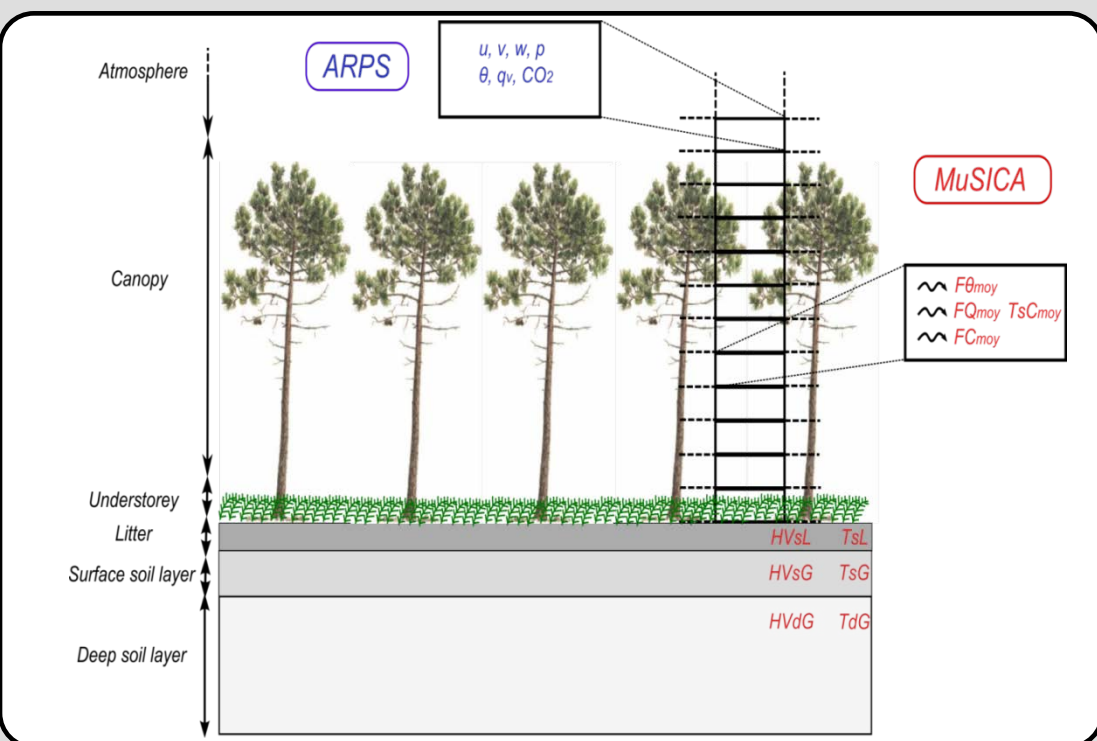 Atmosphere
ARPS
u, v, w, p
θ, qv, CO2
MuSICA
Canopy
Fθmoy
FQmoy TsCmoy
FCmoy
Understorey
Litter
HVsL TsL
Surface soil layer
HVsG TsG
HVdG TdG
Deep soil layer